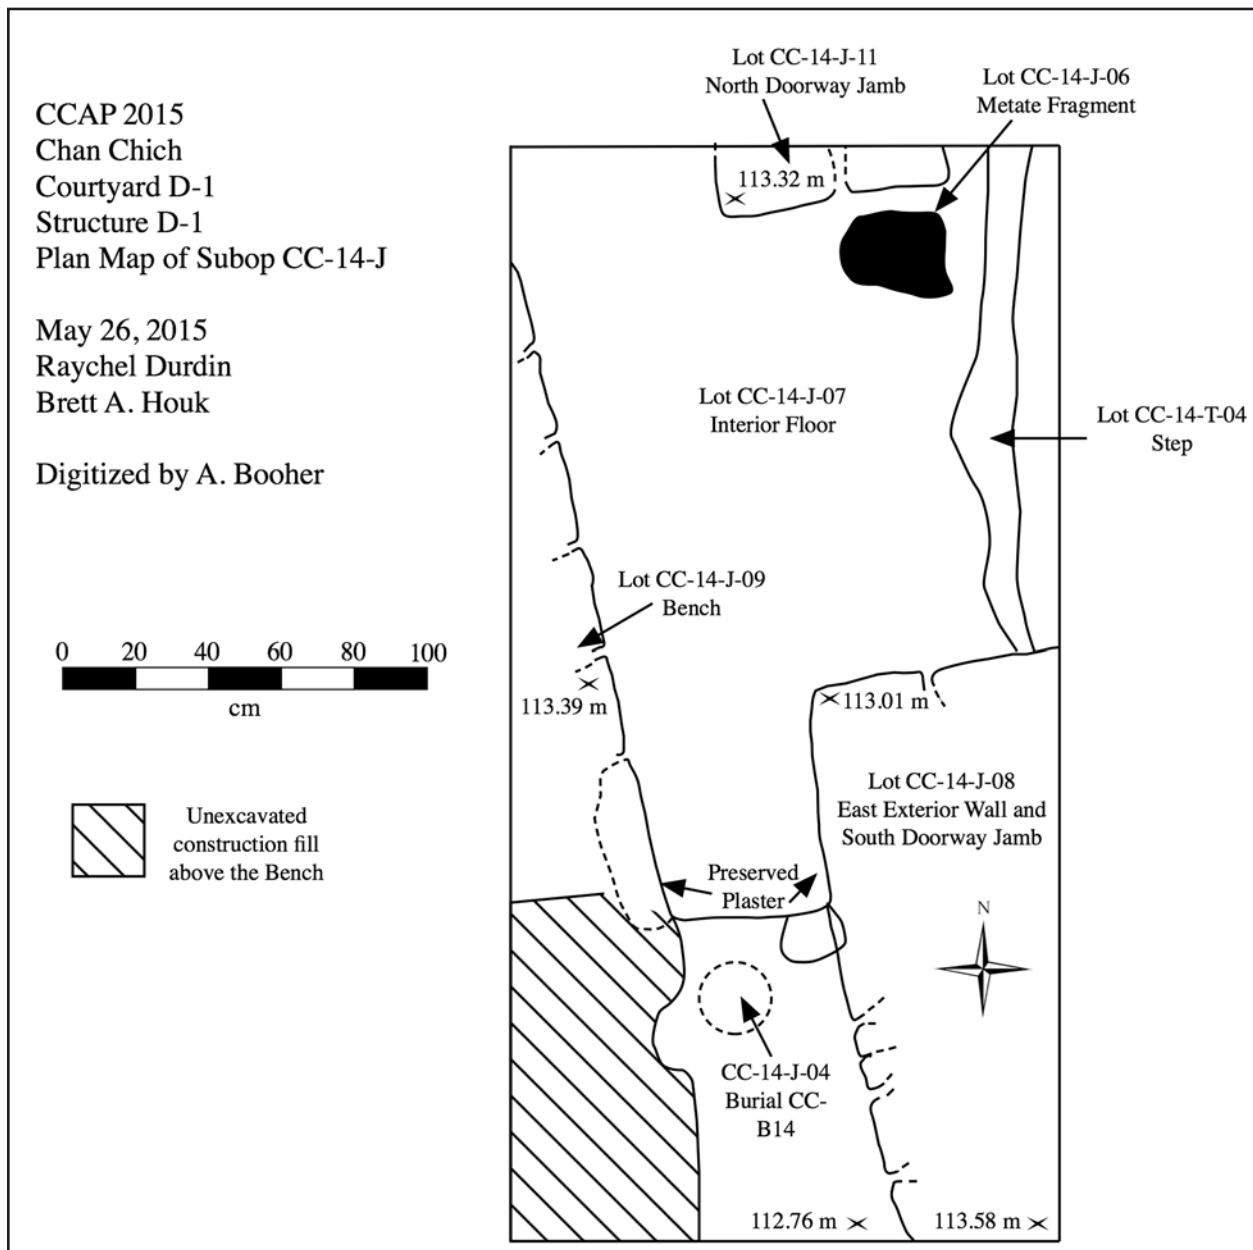 CCAP 2015
Chan Chich
Courtyard D-1
Structure D-1
Plan Map of Subop CC-14-J
May 26, 2015
Raychel Durdin
Brett A. Houk
Digitized by A. Booher
0 20 40 60 80 100
cm
Unexcavated
construction fill
above the Bench
Lot CC-14-J-11
North Doorway Jamb
Lot CC-14-J-06
Metate Fragment
113.32 m
Lot CC-14-J-07
Interior Floor
Lot CC-14-T-04
Step
Lot CC-14-J-09
Bench
113.39 m
113.01 m
Lot CC-14-J-08
East Exterior Wall and
South Doorway Jamb
Preserved
Plaster
N
CC-14-J-04
Burial CC-
B14
112.76 m
113.58 m